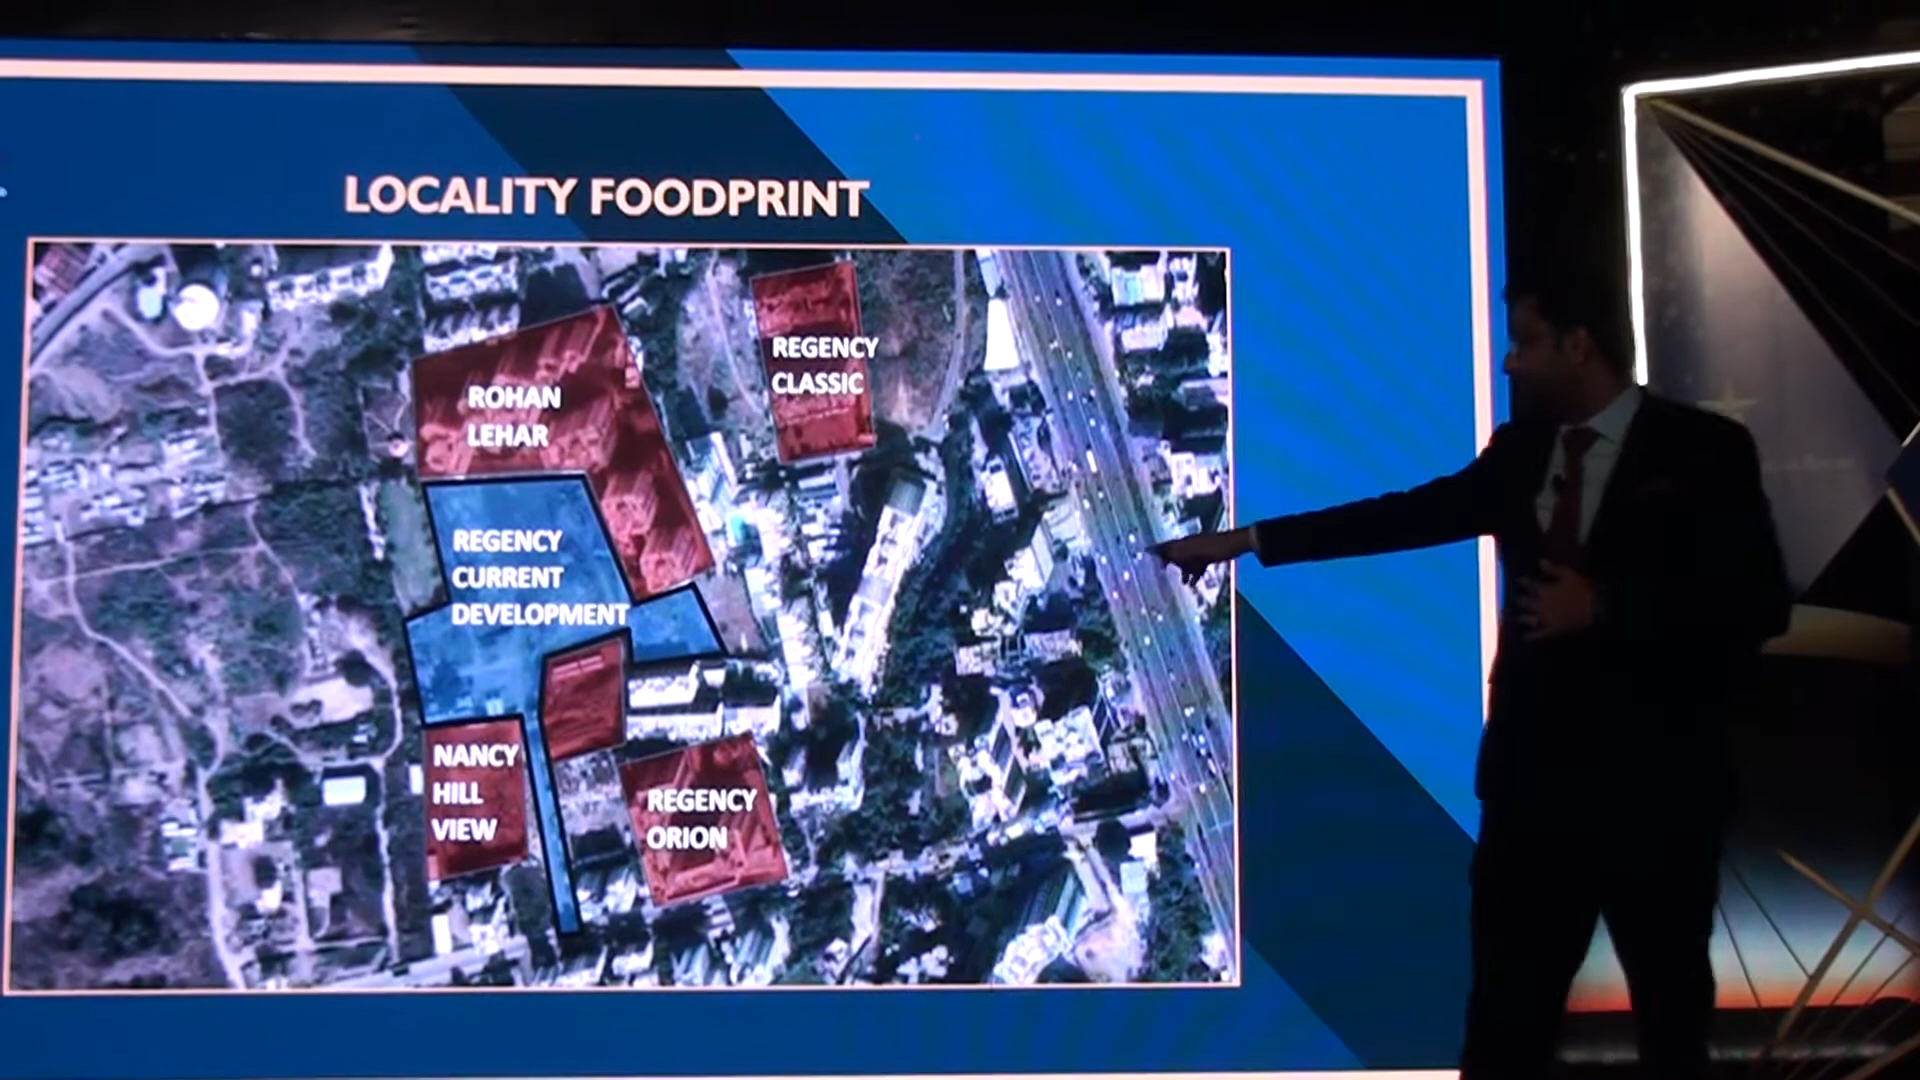 LOCALITY FOODPRINT
REGENCY
CLASSIC
ROHAN
LEHAR
REGENCY
CURRENT
DEVELOPMENT
NANCY
HILL
VIEW
REGENCY
ORION